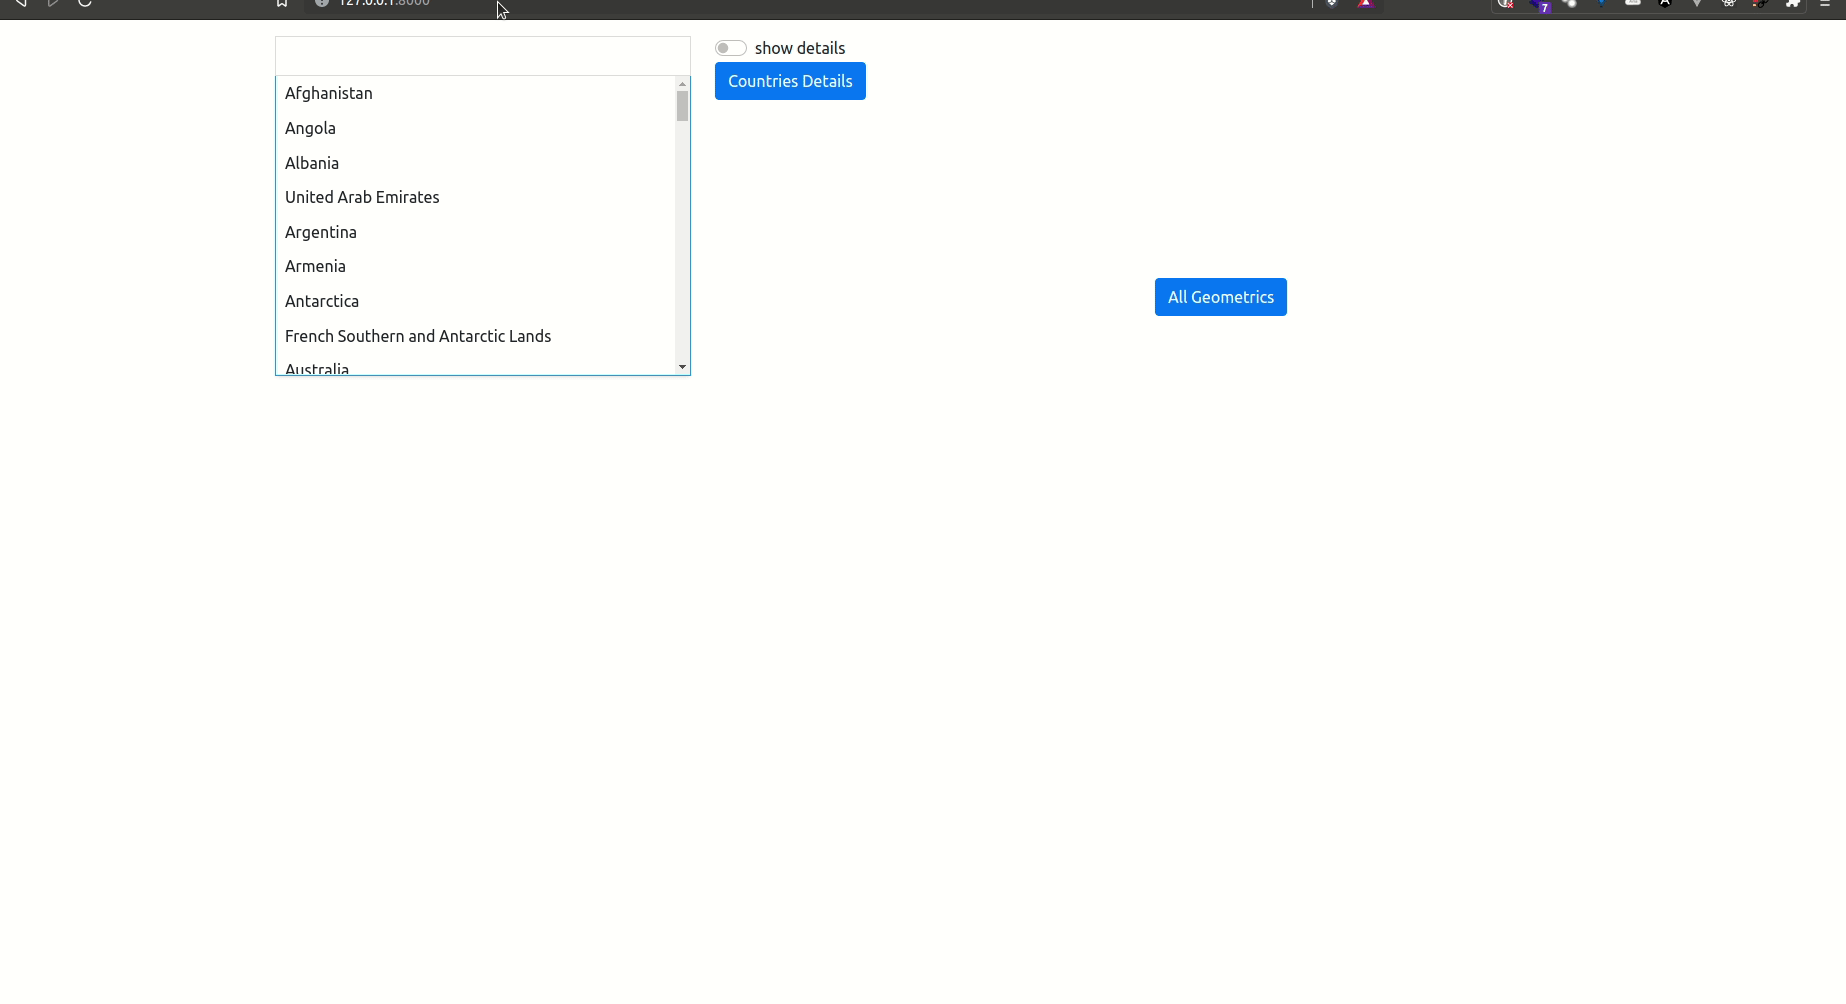 127.0.0.1:8000
7
show details
Countries Details
Afghanistan
Angola
Albania
United Arab Emirates
Argentina
Armenia
Antarctica
French Southern and Antarctic Lands
Australia
All Geometrics